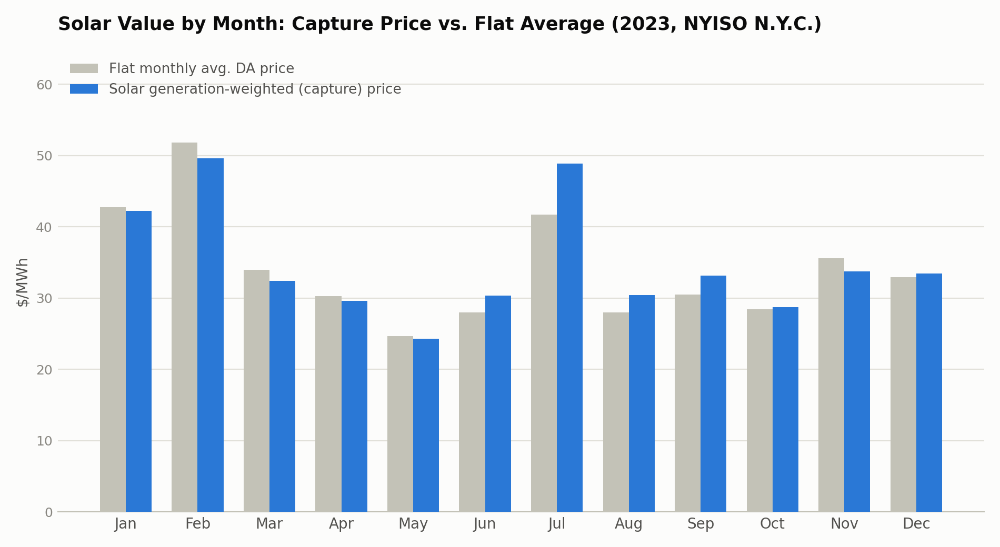 Solar Value by Month: Capture Price vs. Flat Average (2023, NYISO N.Y.C.)
Flat monthly avg. DA price
Solar generation-weighted (capture) price
$/MWh
60
50
40
30
20
10
0
Jan Feb Mar Apr May Jun Jul Aug Sep Oct Nov Dec